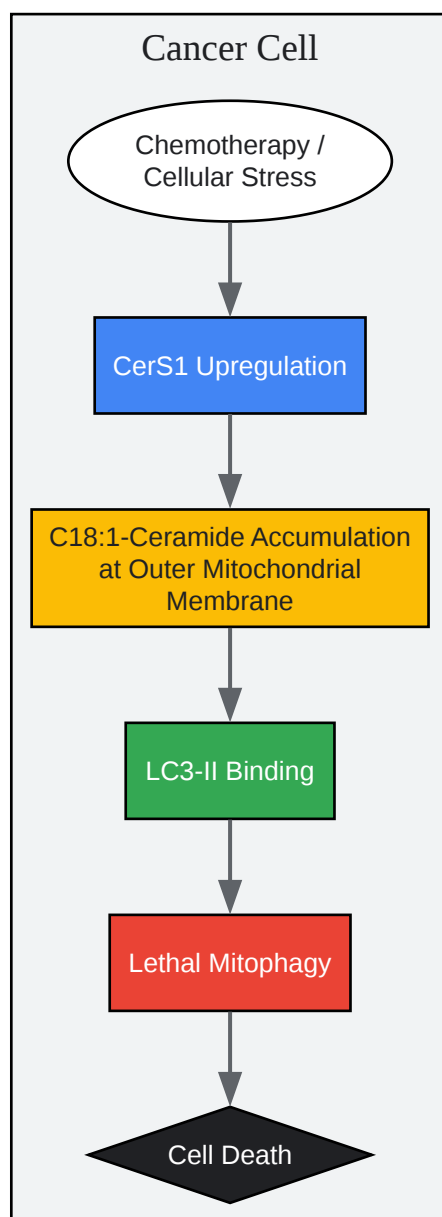 Cancer Cell
Chemotherapy /
Cellular Stress
CerS1 Upregulation
C18:1-Ceramide Accumulation
at Outer Mitochondrial
Membrane
LC3-II Binding
Lethal Mitophagy
Cell Death